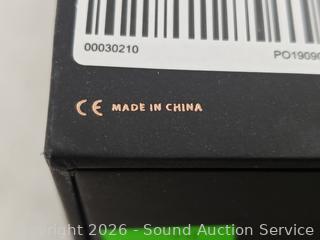 00030210 PO19090
CE MADE IN CHINA
Copyright 2026 - Sound Auction Service